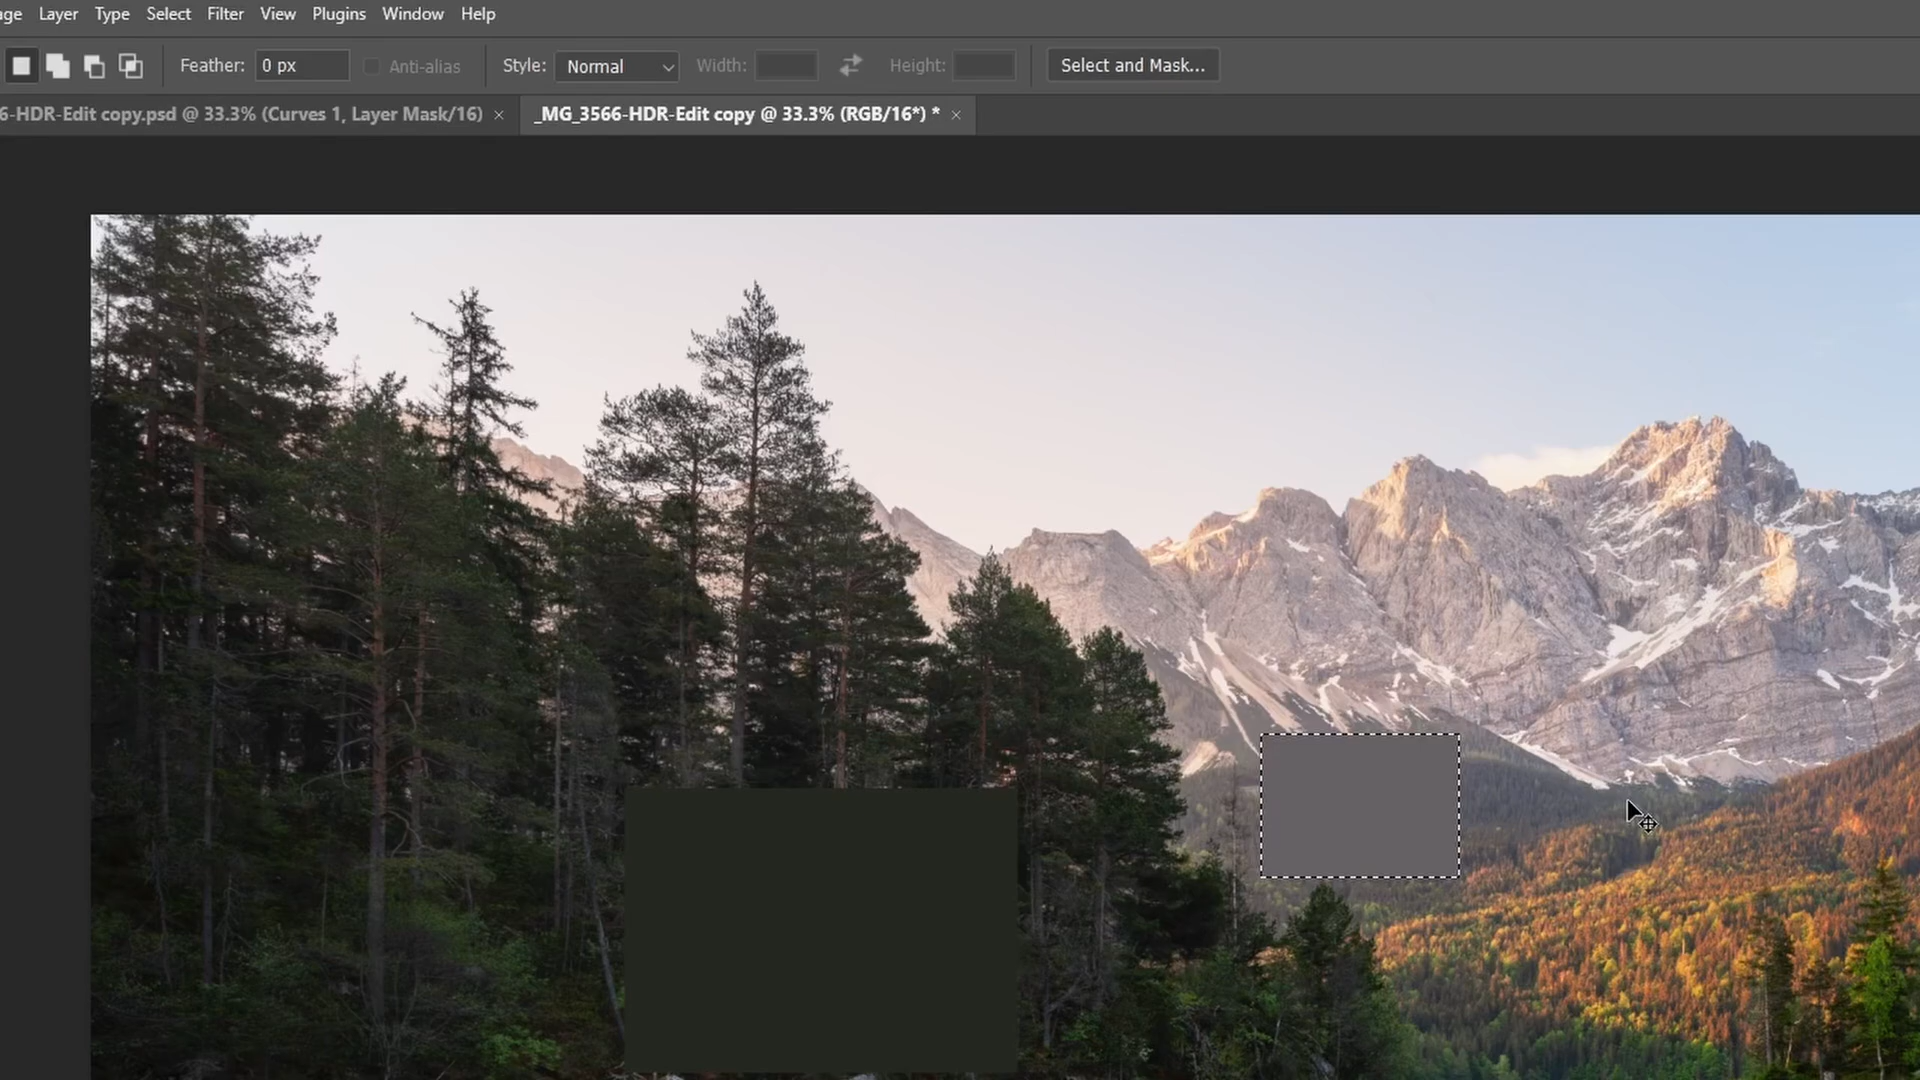 age Layer Type Select Filter View Plugins Window Help
Feather: 0 px Anti-alias Style: Normal Width: Height: Select and Mask...
6-HDR-Edit copy.psd @ 33.3% (Curves 1, Layer Mask/16) × _MG_3566-HDR-Edit copy @ 33.3% (RGB/16*) * ×